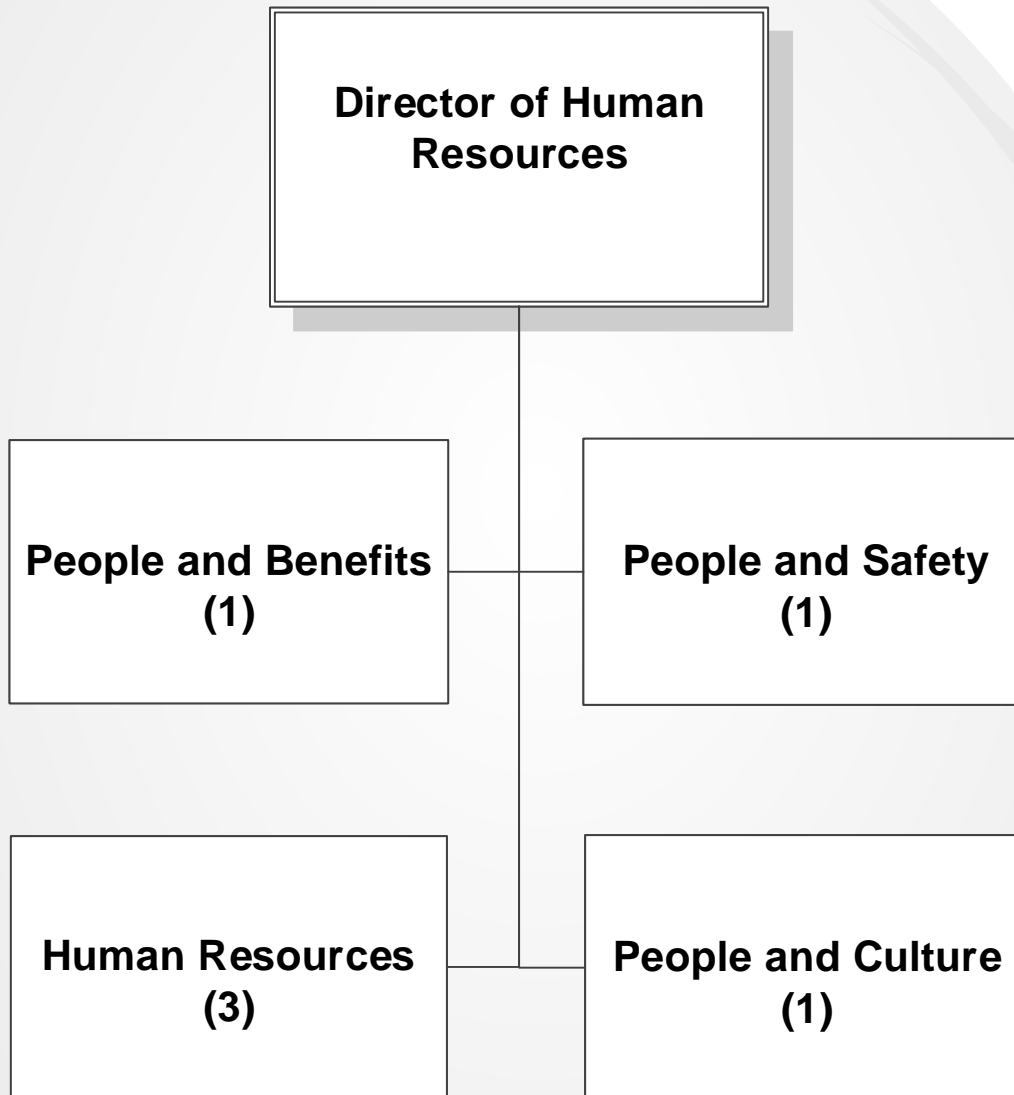 Director of Human
Resources
People and Benefits
(1)
People and Safety
(1)
Human Resources
(3)
People and Culture
(1)